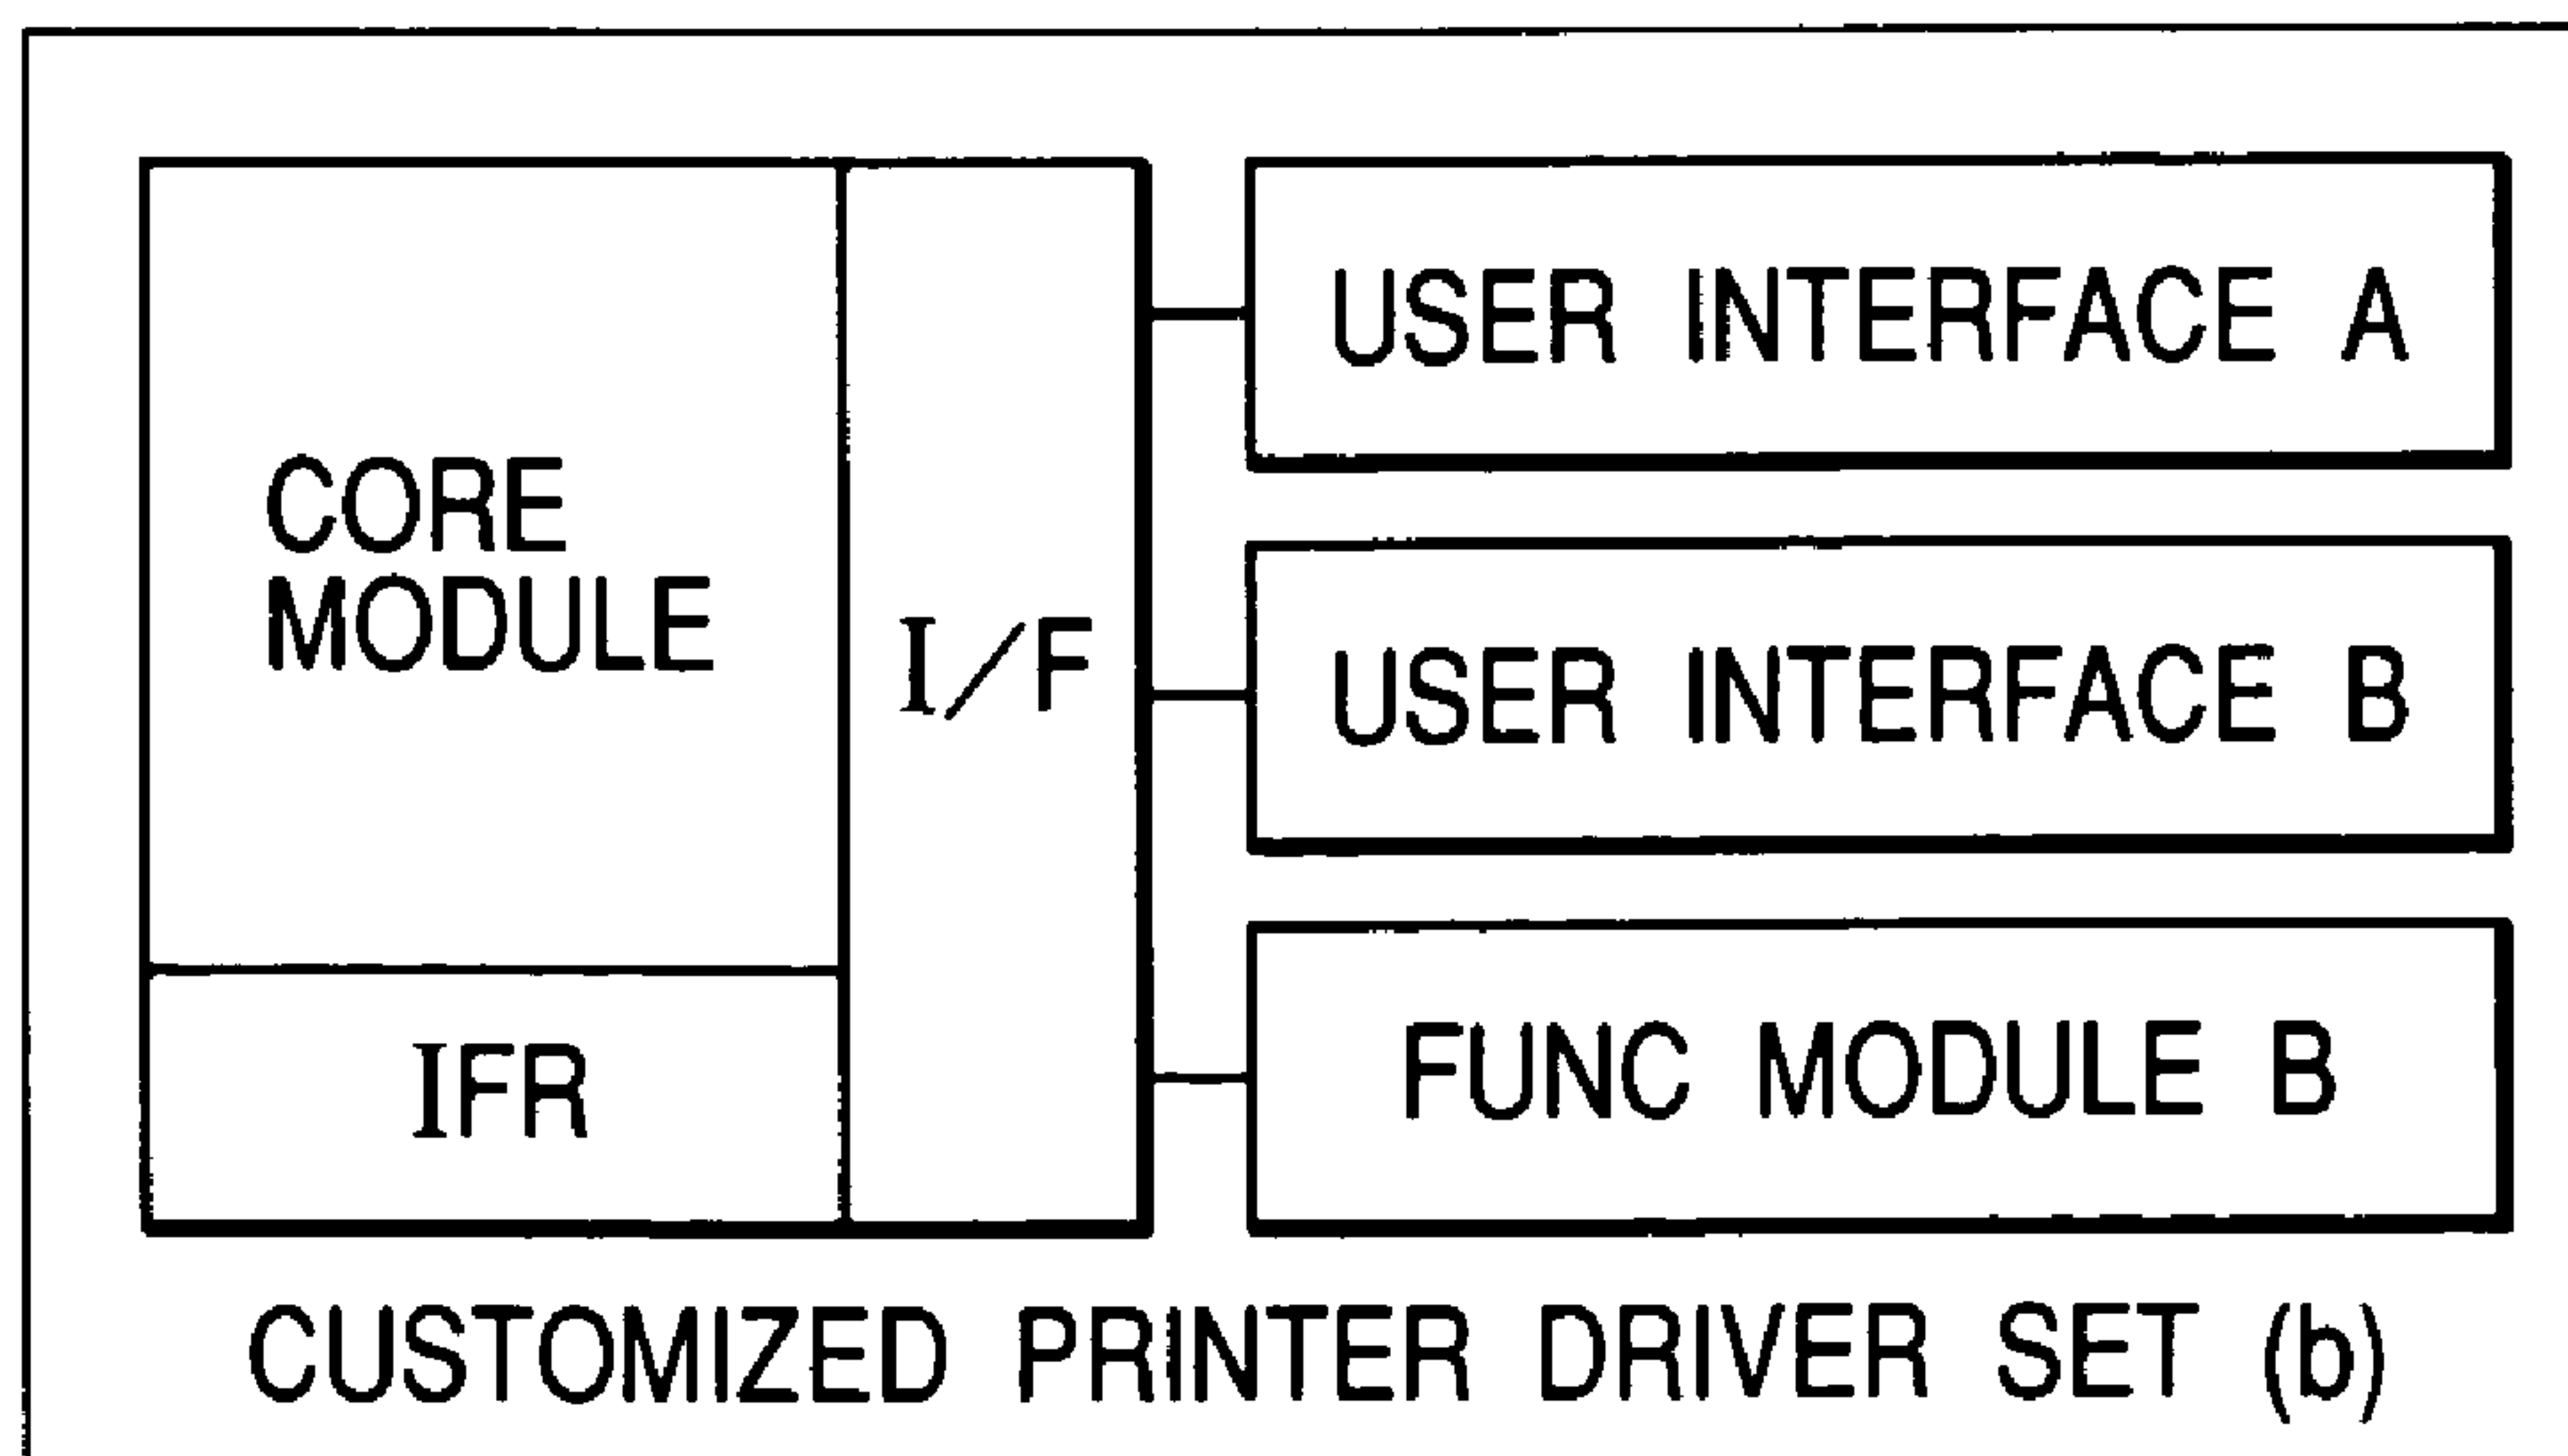 CORE
MODULE
I/F
IFR
USER INTERFACE A
USER INTERFACE B
FUNC MODULE B
CUSTOMIZED PRINTER DRIVER SET (b)